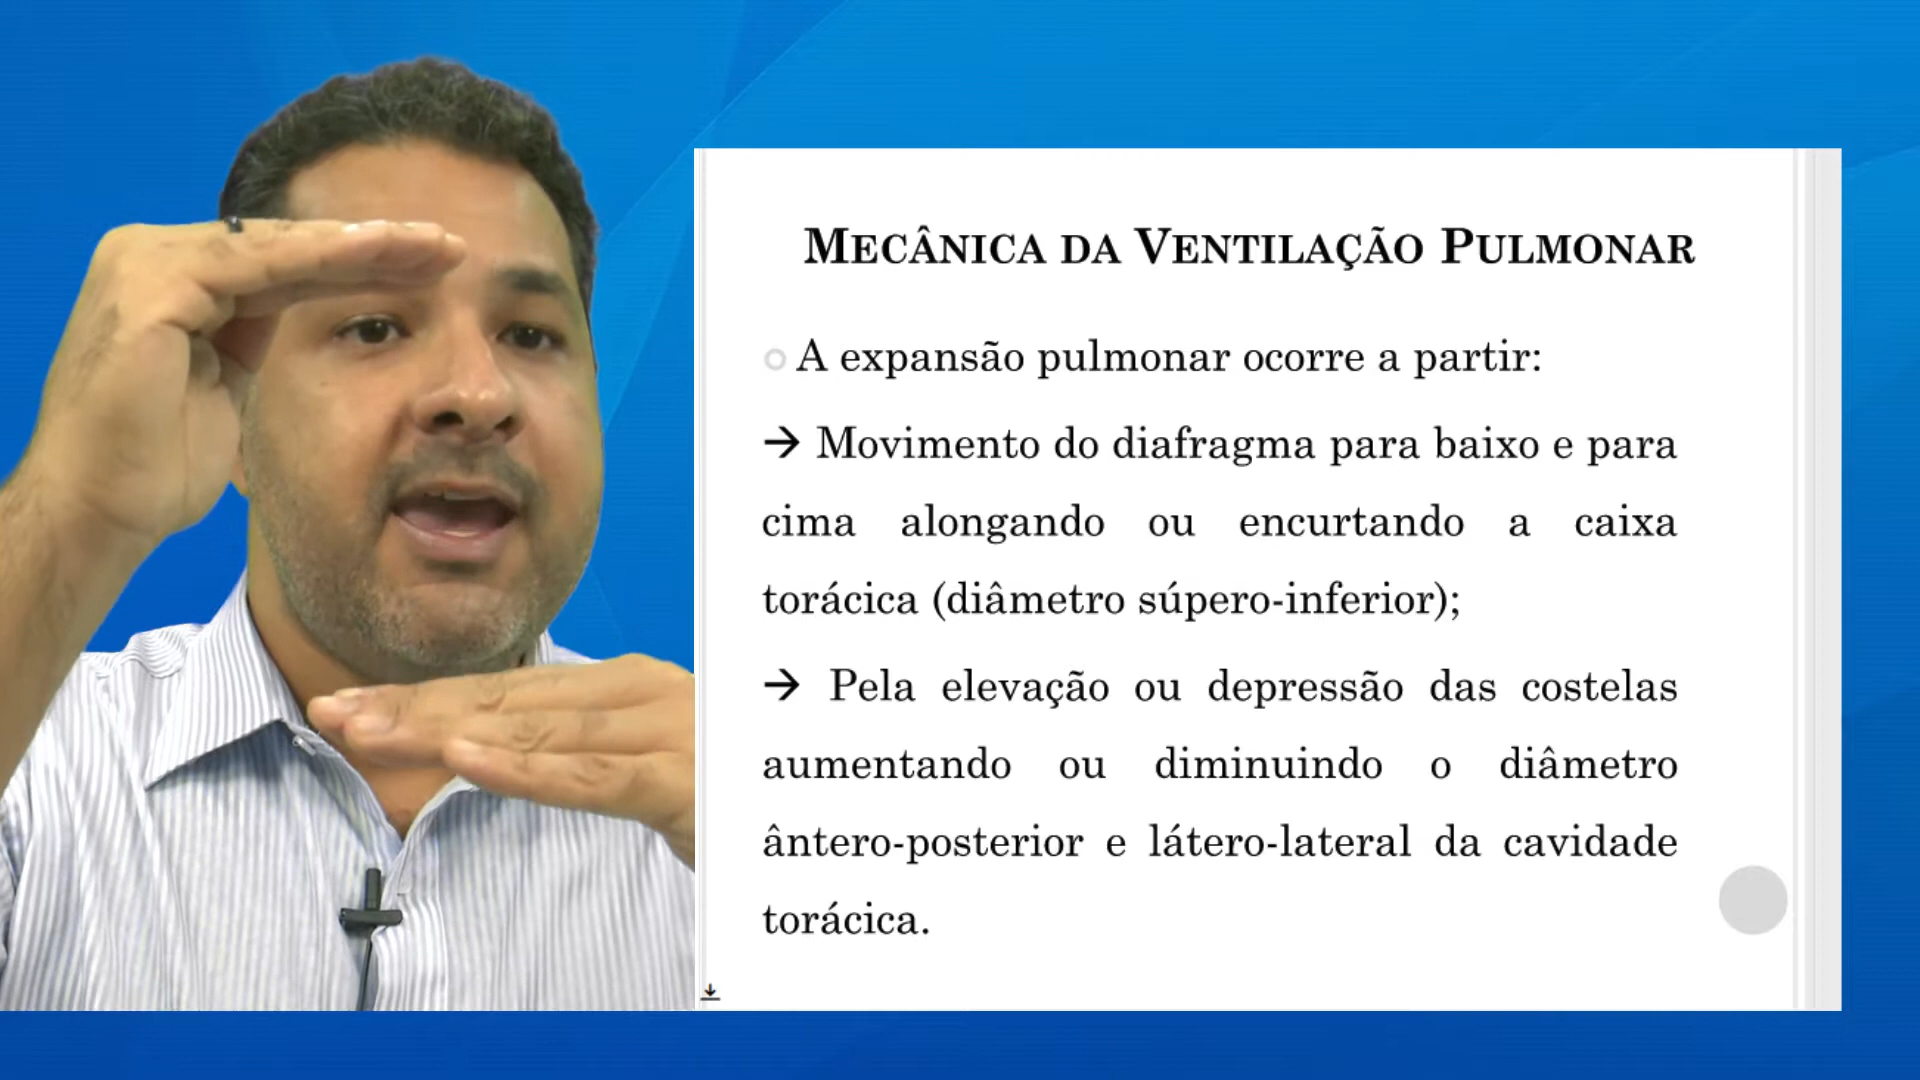 MECÂNICA DA VENTILAÇÃO PULMONAR
A expansão pulmonar ocorre a partir:
→ Movimento do diafragma para baixo e para
cima alongando ou encurtando a caixa
torácica (diâmetro súpero-inferior);
→ Pela elevação ou depressão das costelas
aumentando ou diminuindo o diâmetro
ântero-posterior e látero-lateral da cavidade
torácica.